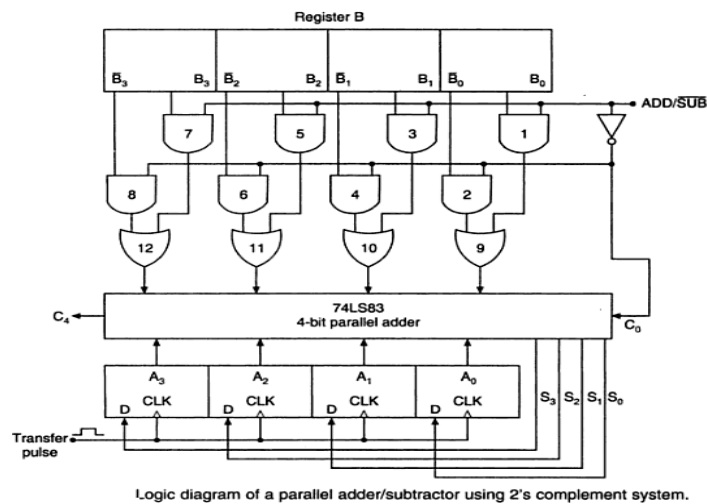 Register B
B̅₃ B₃ B̅₂ B₂ B̅₁ B₁ B̅₀ B₀
ADD/S̅U̅B̅
7 5 3 1
8 6 4 2
12 11 10 9
74LS83
4-bit parallel adder
C₄
C₀
A₃ A₂ A₁ A₀
S₃ S₂ S₁ S₀
CLK CLK CLK CLK
D D D D
Transfer
pulse
Logic diagram of a parallel adder/subtractor using 2's complement system.